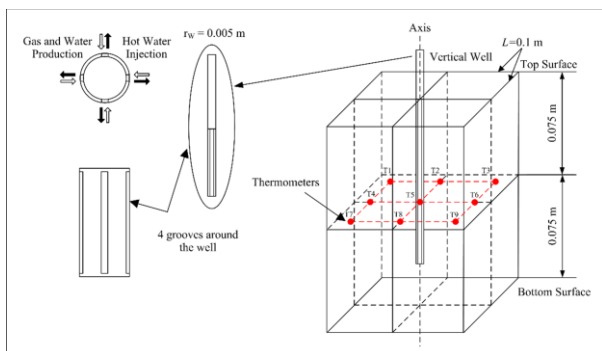 Gas and Water
Production
Hot Water
Injection
r_W = 0.005 m
Axis
Vertical Well
L=0.1 m
Top Surface
0.075 m
T1
T2
T3
Thermometers
T4
T5
T6
T7
T8
T9
0.075 m
4 grooves around
the well
Bottom Surface